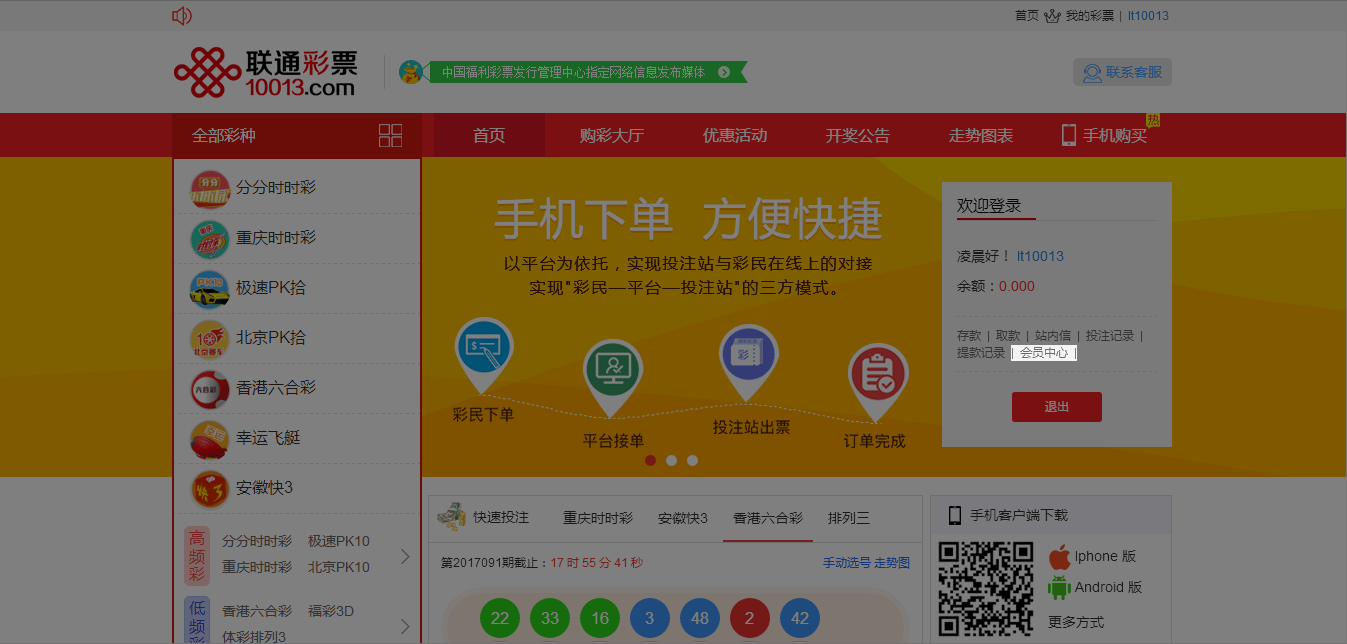 首页 我的彩票 | lt10013
联通彩票
10013.com
中国福利彩票发行管理中心指定网络信息发布媒体
联系客服
全部彩种
首页 购彩大厅 优惠活动 开奖公告 走势图表 手机购买 热
分分时时彩
重庆时时彩
极速PK拾
北京PK拾
香港六合彩
幸运飞艇
安徽快3
高频彩
分分时时彩 极速PK10
重庆时时彩 北京PK10
低频彩
香港六合彩 福彩3D
体彩排列3
手机下单 方便快捷
以平台为依托，实现投注站与彩民在线上的对接
实现"彩民—平台—投注站"的三方模式。
彩民下单
平台接单
彩
投注站出票
订单完成
欢迎登录
凌晨好！ lt10013
余额：0.000
存款 | 取款 | 站内信 | 投注记录 |
提款记录 | 会员中心 |
退出
快速投注 重庆时时彩 安徽快3 香港六合彩 排列三
第2017091期截止：17 时 55 分 41 秒
手动选号 走势图
22 33 16 3 48 2 42
手机客户端下载
Iphone 版
Android 版
更多方式